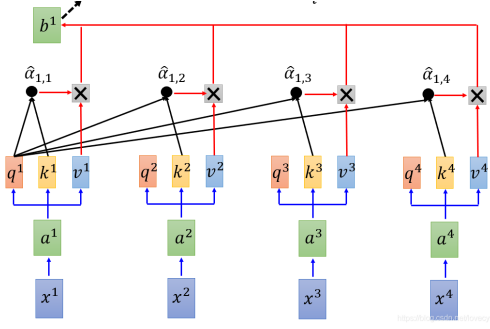 b¹
α̂₁,₁ α̂₁,₂ α̂₁,₃ α̂₁,₄
q¹ k¹ v¹ q² k² v² q³ k³ v³ q⁴ k⁴ v⁴
a¹ a² a³ a⁴
x¹ x² x³ x⁴